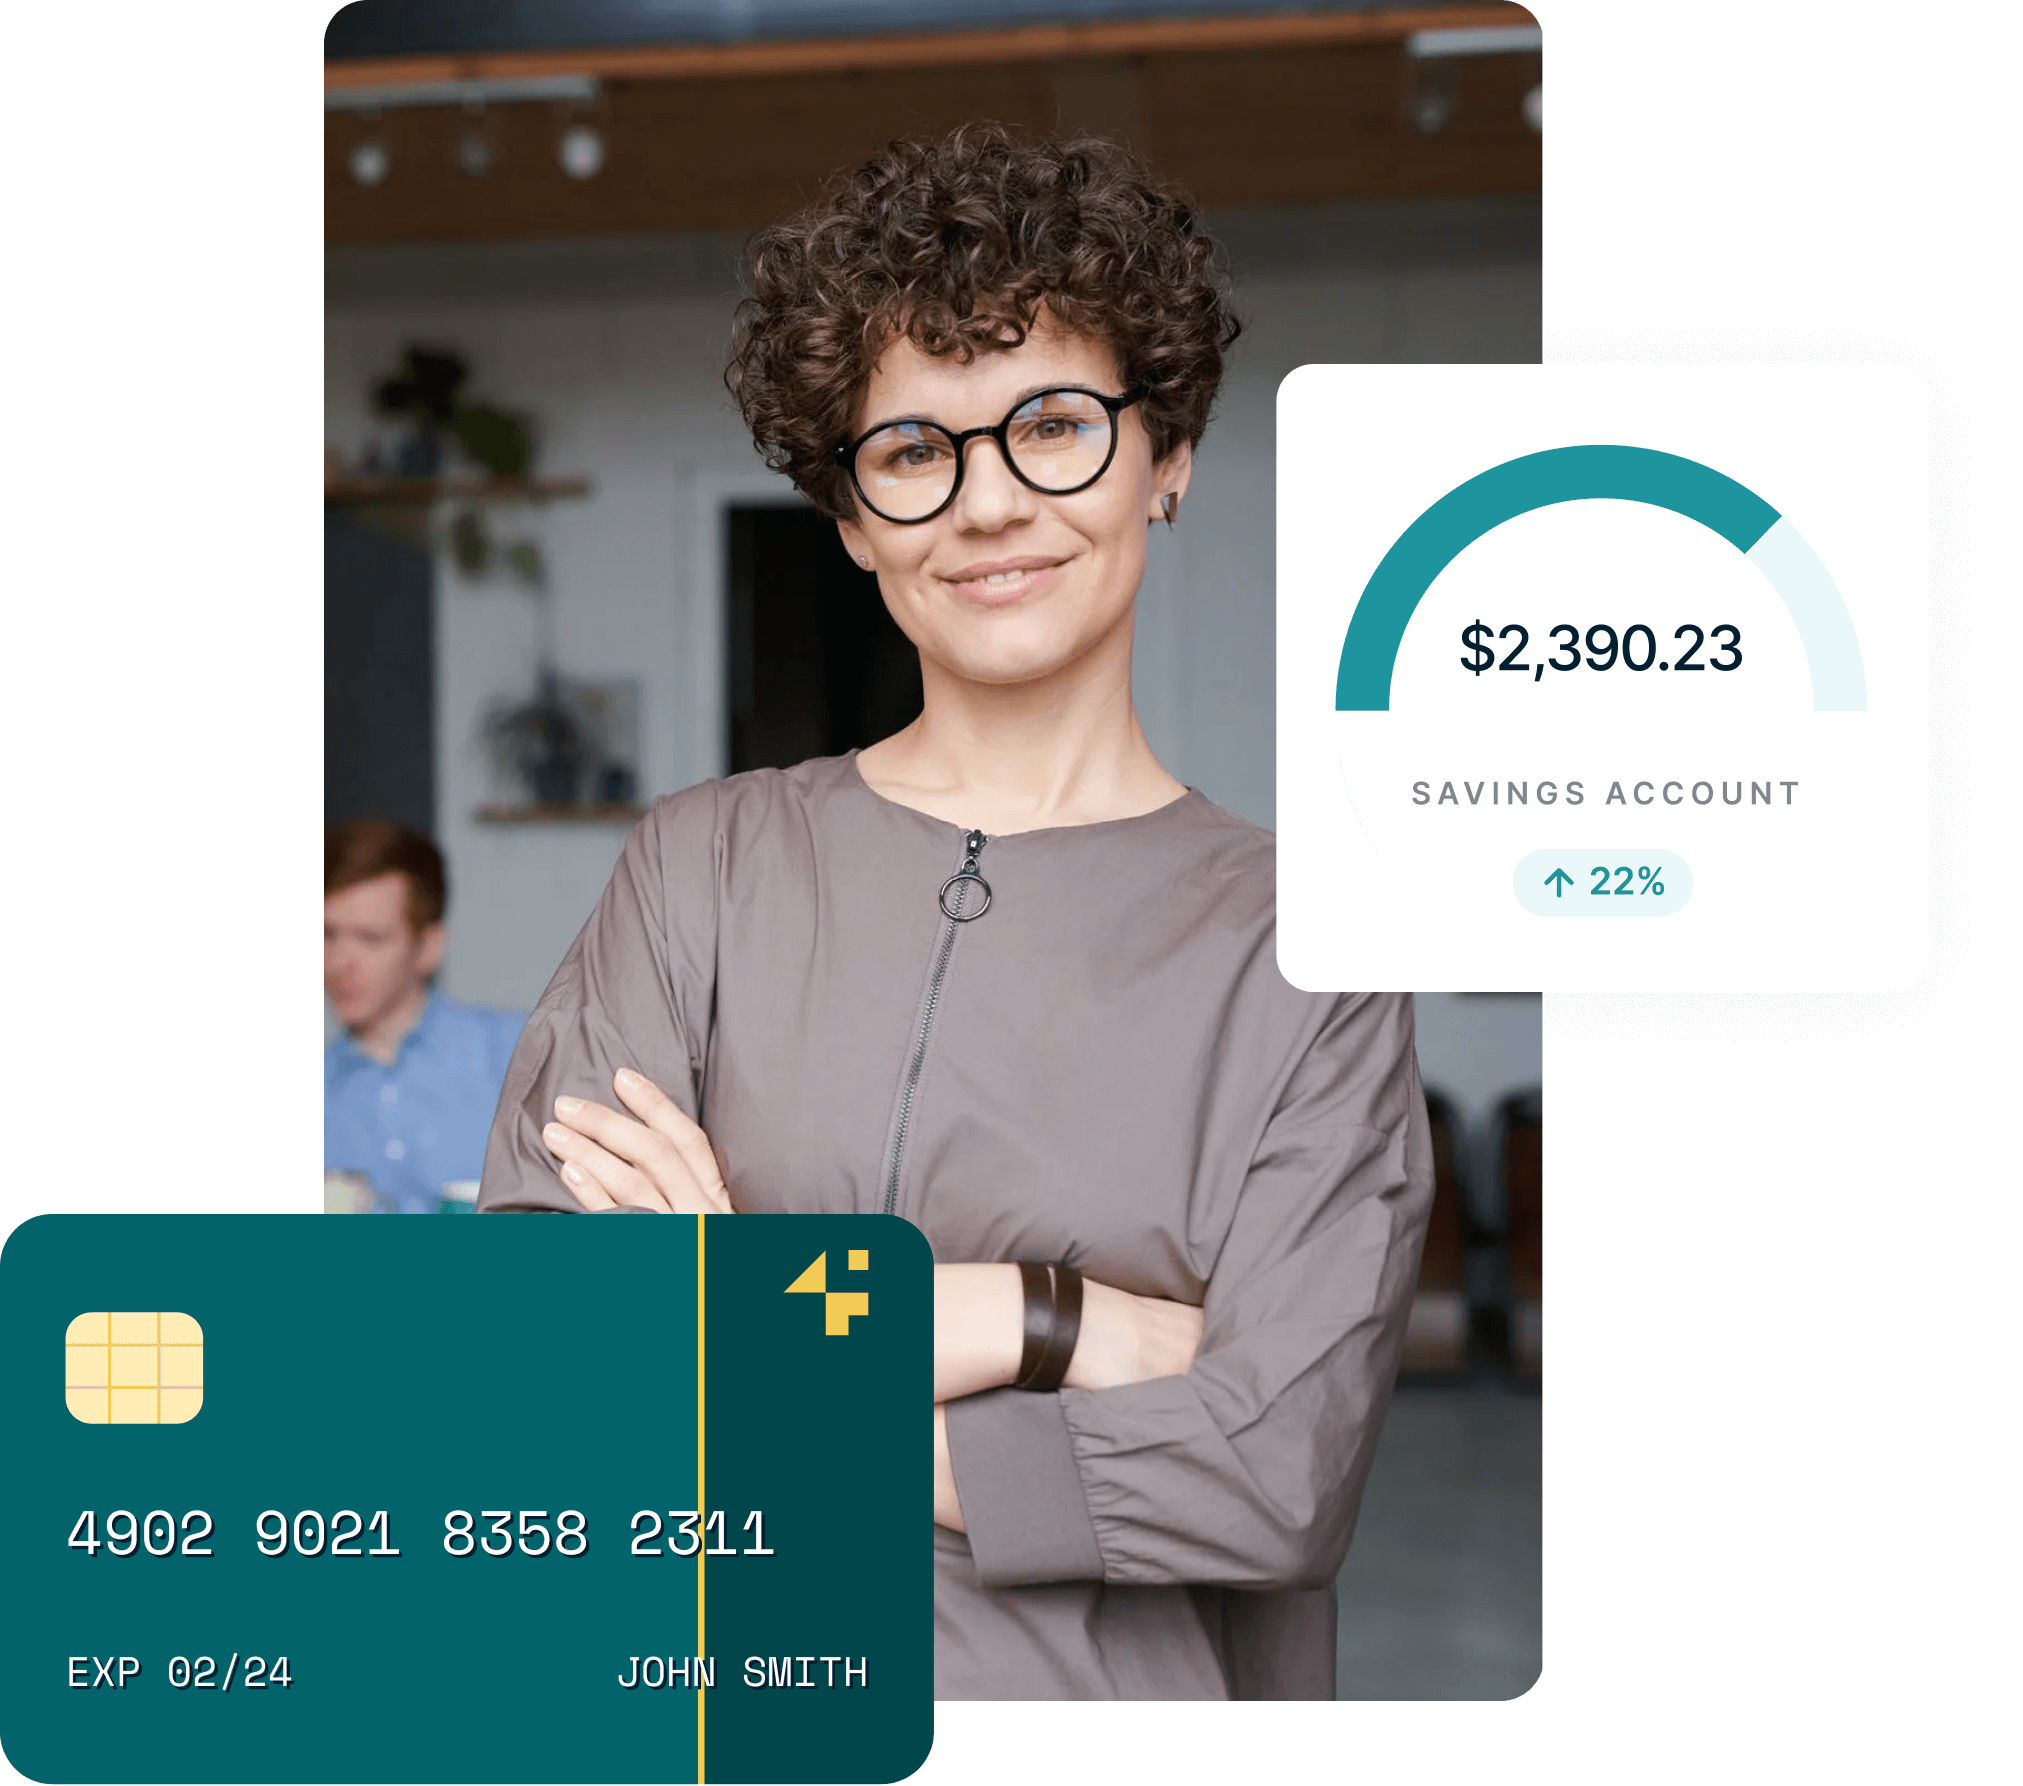 $2,390.23
SAVINGS ACCOUNT
↑ 22%
4902 9021 8358 2311
EXP 02/24
JOHN SMITH